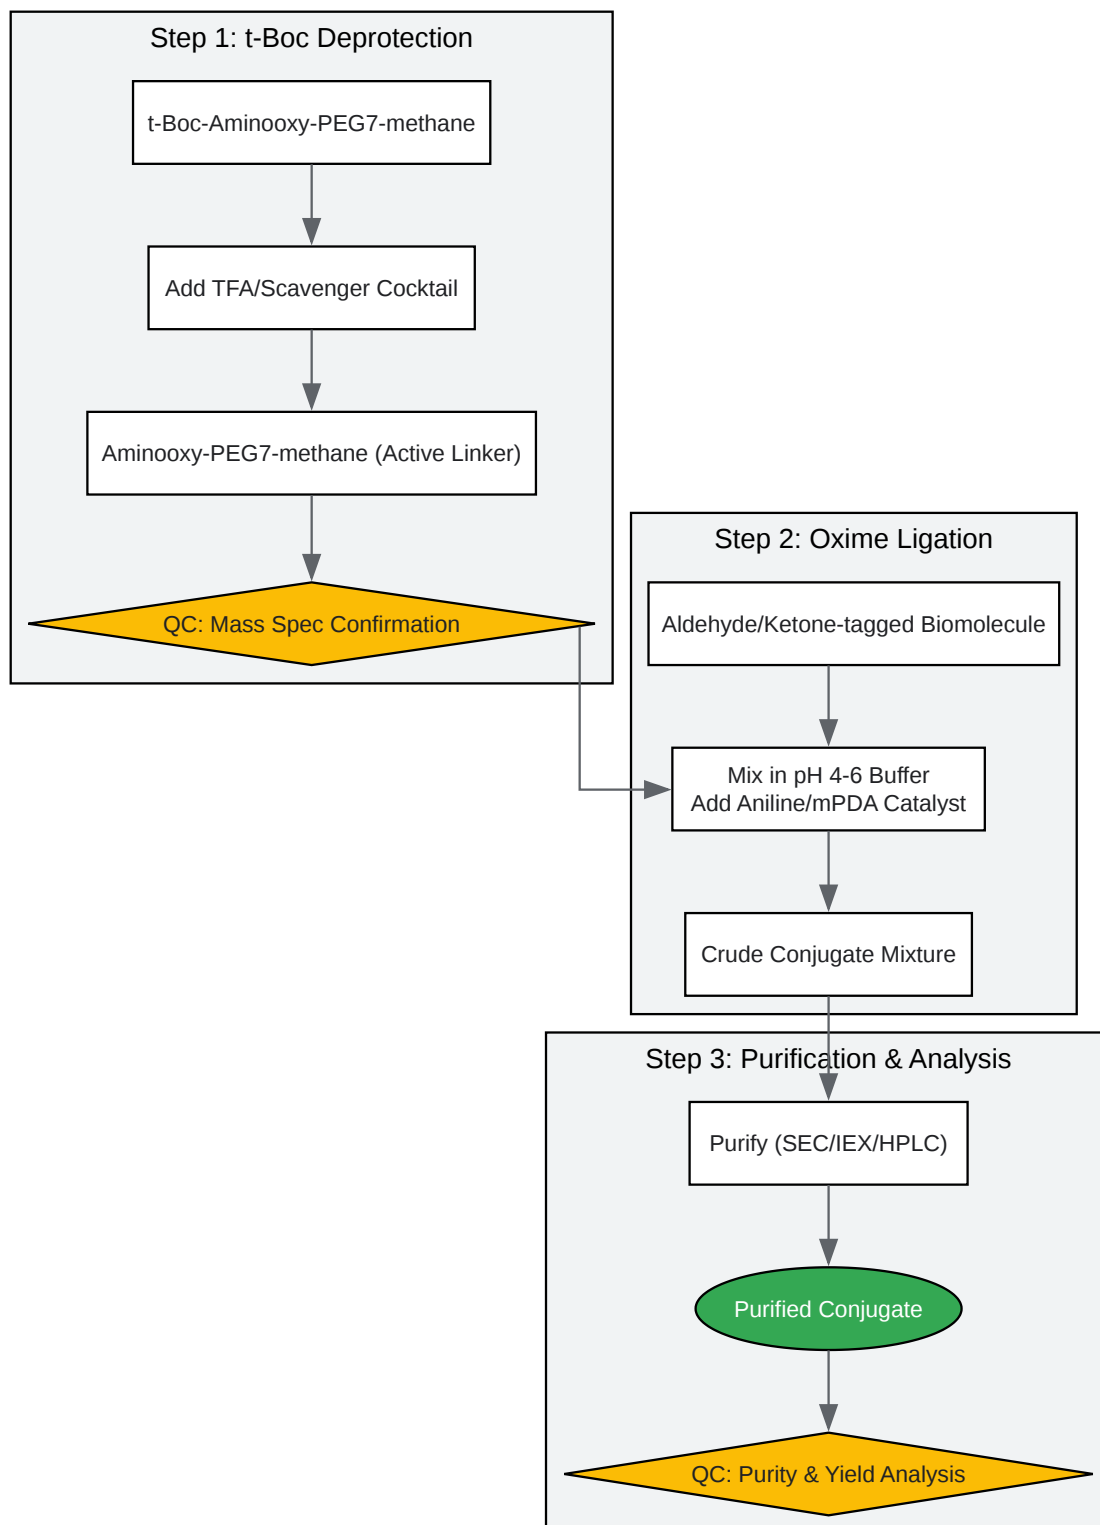 Step 1: t-Boc Deprotection
t-Boc-Aminooxy-PEG7-methane
Add TFA/Scavenger Cocktail
Aminooxy-PEG7-methane (Active Linker)
QC: Mass Spec Confirmation
Step 2: Oxime Ligation
Aldehyde/Ketone-tagged Biomolecule
Mix in pH 4-6 Buffer
Add Aniline/mPDA Catalyst
Crude Conjugate Mixture
Step 3: Purification & Analysis
Purify (SEC/IEX/HPLC)
Purified Conjugate
QC: Purity & Yield Analysis